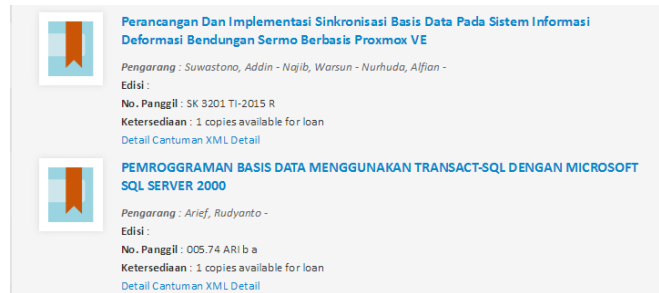 Perancangan Dan Implementasi Sinkronisasi Basis Data Pada Sistem Informasi
Deformasi Bendungan Sermo Berbasis Proxmox VE
Pengarang : Suwastono, Addin - Najib, Warsun - Nurhuda, Alfian -
Edisi :
No. Panggil : SK 3201 TI-2015 R
Ketersediaan : 1 copies available for loan
Detail Cantuman XML Detail
PEMROGGRAMAN BASIS DATA MENGGUNAKAN TRANSACT-SQL DENGAN MICROSOFT
SQL SERVER 2000
Pengarang : Arief, Rudyanto -
Edisi :
No. Panggil : 005.74 ARI b a
Ketersediaan : 1 copies available for loan
Detail Cantuman XML Detail